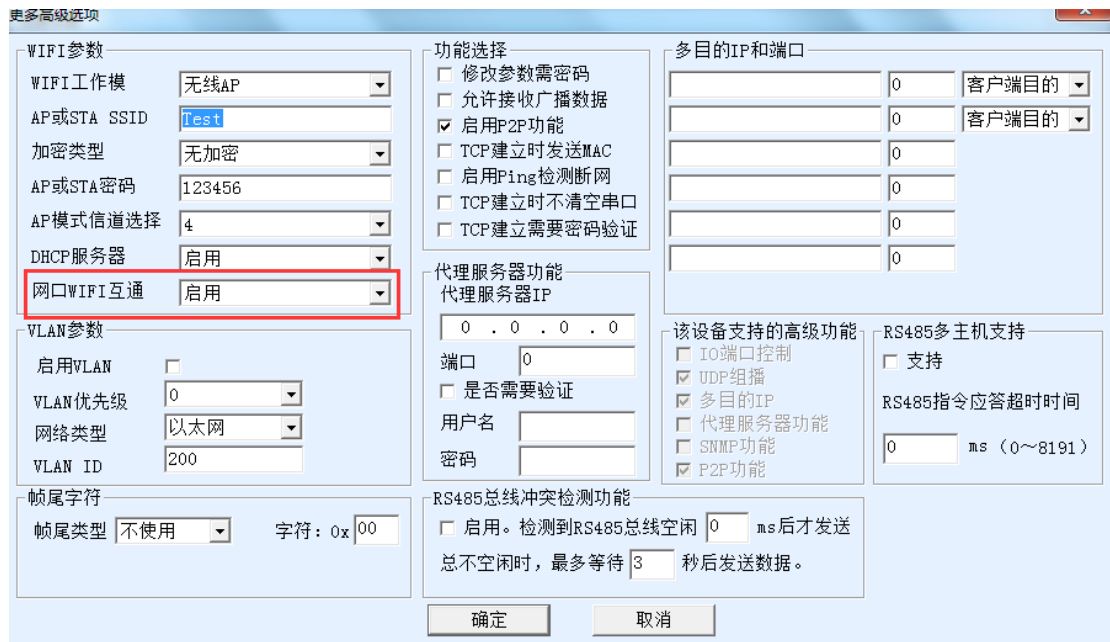 更多高级选项
WIFI参数
WIFI工作模 无线AP
AP或STA SSID Test
加密类型 无加密
AP或STA密码 123456
AP模式信道选择 4
DHCP服务器 启用
网口WIFI互通 启用
功能选择
修改参数需密码
允许接收广播数据
启用P2P功能
TCP建立时发送MAC
启用Ping检测断网
TCP建立时不清空串口
TCP建立需要密码验证
多目的IP和端口
0 客户端目的
0 客户端目的
0
0
0
0
VLAN参数
启用VLAN
VLAN优先级 0
网络类型 以太网
VLAN ID 200
代理服务器功能
代理服务器IP
0 . 0 . 0 . 0
端口 0
是否需要验证
用户名
密码
该设备支持的高级功能
IO端口控制
UDP组播
多目的IP
代理服务器功能
SNMP功能
P2P功能
RS485多主机支持
支持
RS485指令应答超时时间
0 ms (0～8191)
帧尾字符
帧尾类型 不使用 字符：0x 00
RS485总线冲突检测功能
启用。检测到RS485总线空闲 0 ms后才发送
总不空闲时，最多等待 3 秒后发送数据。
确定 取消